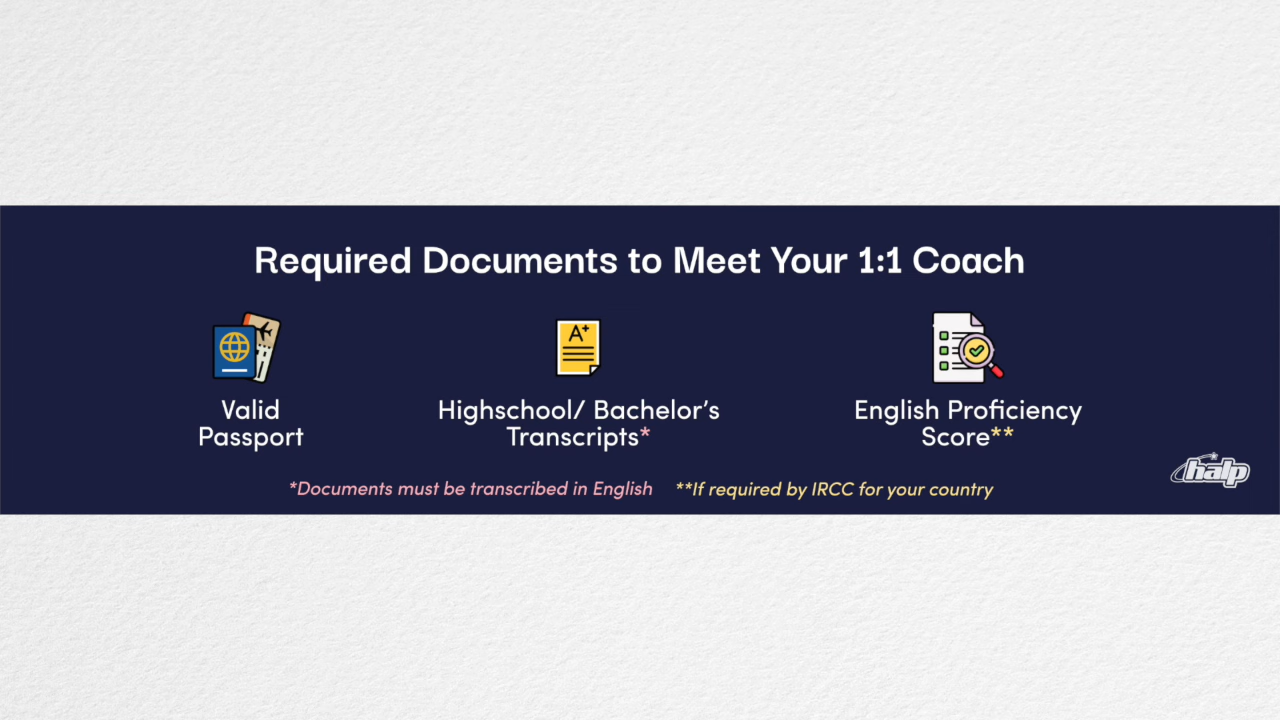 Required Documents to Meet Your 1:1 Coach
A+
Valid
Passport
Highschool/ Bachelor's
Transcripts*
English Proficiency
Score**
halp
*Documents must be transcribed in English
**If required by IRCC for your country